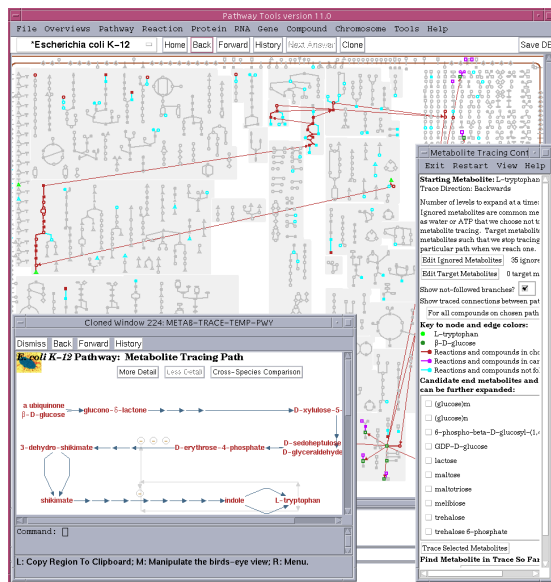 Pathway Tools version 11.0
File Overviews Pathway Reaction Protein RNA Gene Compound Chromosome Tools Help
*Escherichia coli K-12
Home Back Forward History Next Answer Clone Save DB
Metabolite Tracing Cont
Exit Restart View Help
Starting Metabolite: L-tryptophan
Trace Direction: Backwards
Number of levels to expand at a time:
Ignored metabolites are common me
as water or ATP that we choose not to
metabolite tracing. Target metabolit
metabolites such that we stop tracing
particular path when we reach one.
Edit Ignored Metabolites 35 ignore
Edit Target Metabolites 0 target m
Show not-followed branches?
Show traced connections between pat
For all compounds on chosen path
Key to node and edge colors:
L-tryptophan
β-D-glucose
Reactions and compounds in cho
Reactions and compounds in can
Reactions and compounds not fo
Candidate end metabolites and
can be further expanded:
(glucose)m
(glucose)n
6-phospho-beta-D-glucosyl-(1,4
GDP-D-glucose
lactose
maltose
maltotriose
melibiose
trehalose
trehalose 6-phosphate
Trace Selected Metabolites
Find Metabolite in Trace So Far
Cloned Window 224: METAB-TRACE-TEMP-PWY
Dismiss Back Forward History
E. coli K-12 Pathway: Metabolite Tracing Path
More Detail Less Detail Cross-Species Comparison
a ubiquinone
β-D-glucose
glucono-δ-lactone
D-xylulose-5-
3-dehydro-shikimate
D-erythrose-4-phosphate
D-sedoheptulose
D-glyceraldehyde
shikimate
indole
L-tryptophan
Command:
L: Copy Region To Clipboard; M: Manipulate the birds-eye view; R: Menu.